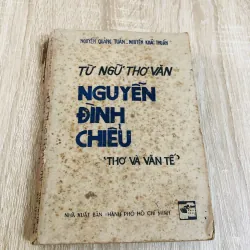 NGUYỄN QUẢNG TUÂN - NGUYỄN KHẮC THUẦN
TỪ NGỮ THƠ VĂN
NGUYỄN
ĐÌNH
CHIỂU
"THƠ VÀ VĂN TẾ"
NHÀ XUẤT BẢN THÀNH PHỐ HỒ CHÍ MINH